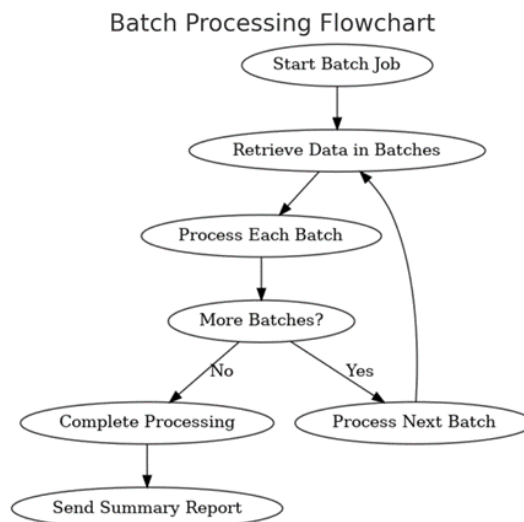 Batch Processing Flowchart
Start Batch Job
Retrieve Data in Batches
Process Each Batch
More Batches?
No
Yes
Complete Processing
Process Next Batch
Send Summary Report